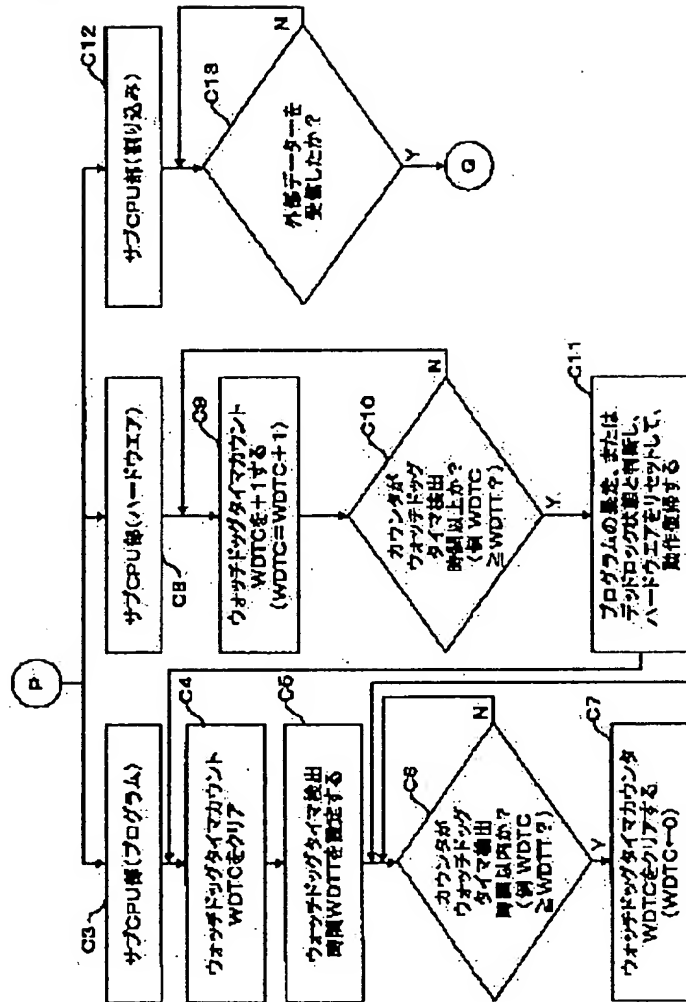 P
C3
サブCPU部(プログラム)
C4
ウォッチドッグタイマカウント
WDTCをクリア
C5
ウォッチドッグタイマ検出
時間WDTTを設定する
C6
カウンタが
ウォッチドッグ
タイマ検出
時間以内か?
(例 WDTC
≧WDTT?)
N
Y
C7
ウォッチドッグタイマカウンタ
WDTCをクリアする
(WDTC←0)
C8
サブCPU部(ハードウエア)
C9
ウォッチドッグタイマカウント
WDTCを+1する
(WDTC=WDTC+1)
C10
カウンタが
ウォッチドッグ
タイマ検出
時間以上か?
(例 WDTC
≧WDTT?)
N
Y
C11
プログラムの暴走、または
デッドロック状態と判断し、
ハードウエアをリセットして、
動作復帰する
C12
サブCPU部(割り込み)
C13
外部データーを
受信したか?
N
Y
Q